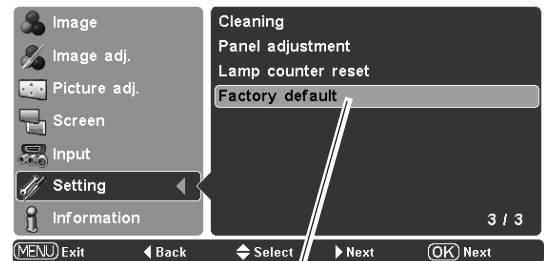 Image
Image adj.
Picture adj.
Screen
Input
Setting
Information
Cleaning
Panel adjustment
Lamp counter reset
Factory default
3 / 3
MENU Exit Back Select Next OK Next